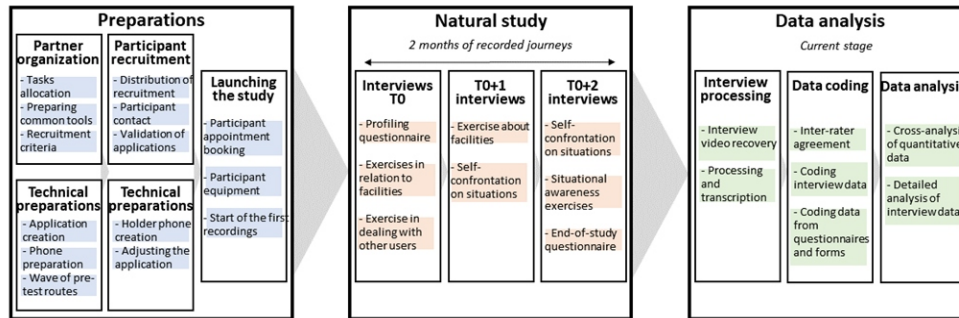 Preparations
Partner
organization
- Tasks
allocation
- Preparing
common tools
- Recruitment
criteria
Participant
recruitment
- Distribution of
recruitment
- Participant
contact
- Validation of
applications
Technical
preparations
- Application
creation
- Phone
preparation
- Wave of pre-
test routes
Technical
preparations
- Holder phone
creation
- Adjusting the
application
Launching
the study
- Participant
appointment
booking
- Participant
equipment
- Start of the first
recordings
Natural study
2 months of recorded journeys
Interviews
T0
- Profiling
questionnaire
- Exercises in
relation to
facilities
- Exercise in
dealing with
other users
T0+1
interviews
- Exercise about
facilities
- Self-
confrontation
on situations
T0+2
interviews
- Self-
confrontation
on situations
- Situational
awareness
exercises
- End-of-study
questionnaire
Data analysis
Current stage
Interview
processing
- Interview
video recovery
- Processing
and
transcription
Data coding
- Inter-rater
agreement
- Coding
interview data
- Coding data
from
questionnaires
and forms
Data analysis
- Cross-analysis
of quantitative
data
- Detailed
analysis of
interview data